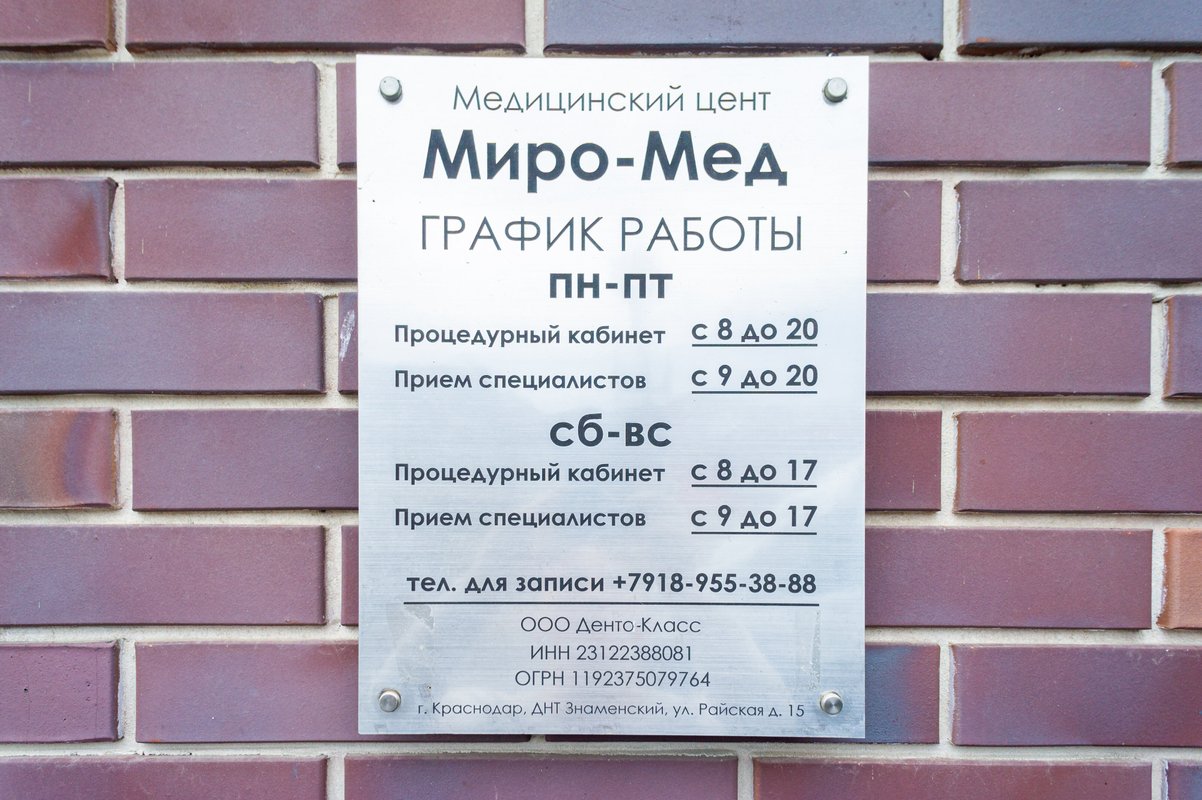 Медицинский цент
Миро-Мед
ГРАФИК РАБОТЫ
пн-пт
Процедурный кабинет с 8 до 20
Прием специалистов с 9 до 20
сб-вс
Процедурный кабинет с 8 до 17
Прием специалистов с 9 до 17
тел. для записи +7918-955-38-88
ООО Денто-Класс
ИНН 23122388081
ОГРН 1192375079764
г. Краснодар, ДНТ Знаменский, ул. Райская д. 15